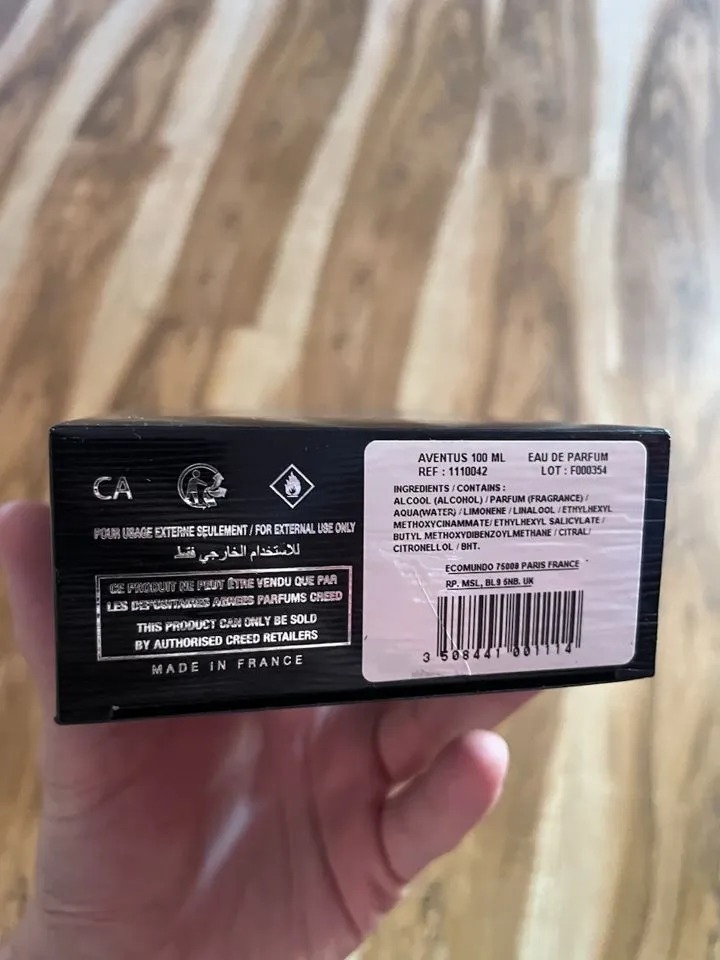 CA
POUR USAGE EXTERNE SEULEMENT / FOR EXTERNAL USE ONLY
للاستخدام الخارجي فقط
CE PRODUIT NE PEUT ÊTRE VENDU QUE PAR
LES DEPOSITAIRES AGREES PARFUMS CREED
THIS PRODUCT CAN ONLY BE SOLD
BY AUTHORISED CREED RETAILERS
MADE IN FRANCE
AVENTUS 100 ML EAU DE PARFUM
REF : 1110042 LOT : F000354
INGREDIENTS / CONTAINS :
ALCOOL (ALCOHOL) / PARFUM (FRAGRANCE) /
AQUA(WATER) / LIMONENE / LINALOOL / ETHYLHEXYL
METHOXYCINAMMATE / ETHYLHEXYL SALICYLATE /
BUTYL METHOXYDIBENZOYLMETHANE / CITRAL/
CITRONELLOL / BHT.
ECOMUNDO 75008 PARIS FRANCE
RP. MSL, BL9 5NB. UK
3 508441 001114